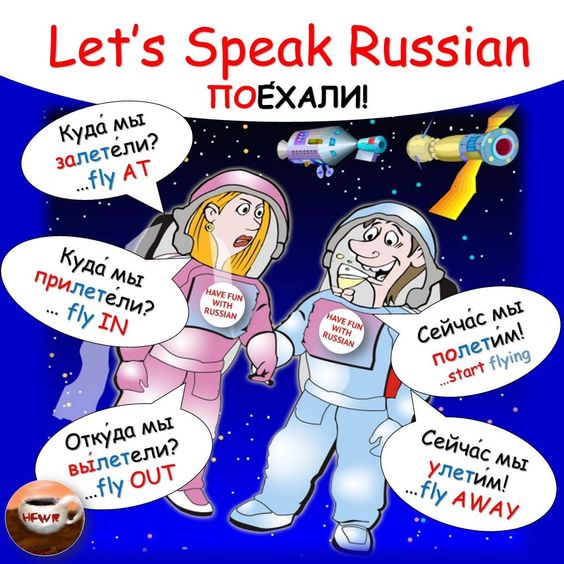 Let's Speak Russian
ПОЕ́ХАЛИ!
Куда́ мы
залете́ли?
...fly AT
Куда́ мы
прилете́ли?
... fly IN
Отку́да мы
вы́летели?
...fly OUT
HAVE FUN
WITH
RUSSIAN
HAVE FUN
WITH
RUSSIAN
Сейча́с мы
полети́м!
...start flying
Сейча́с мы
улети́м!
...fly AWAY
HFWR